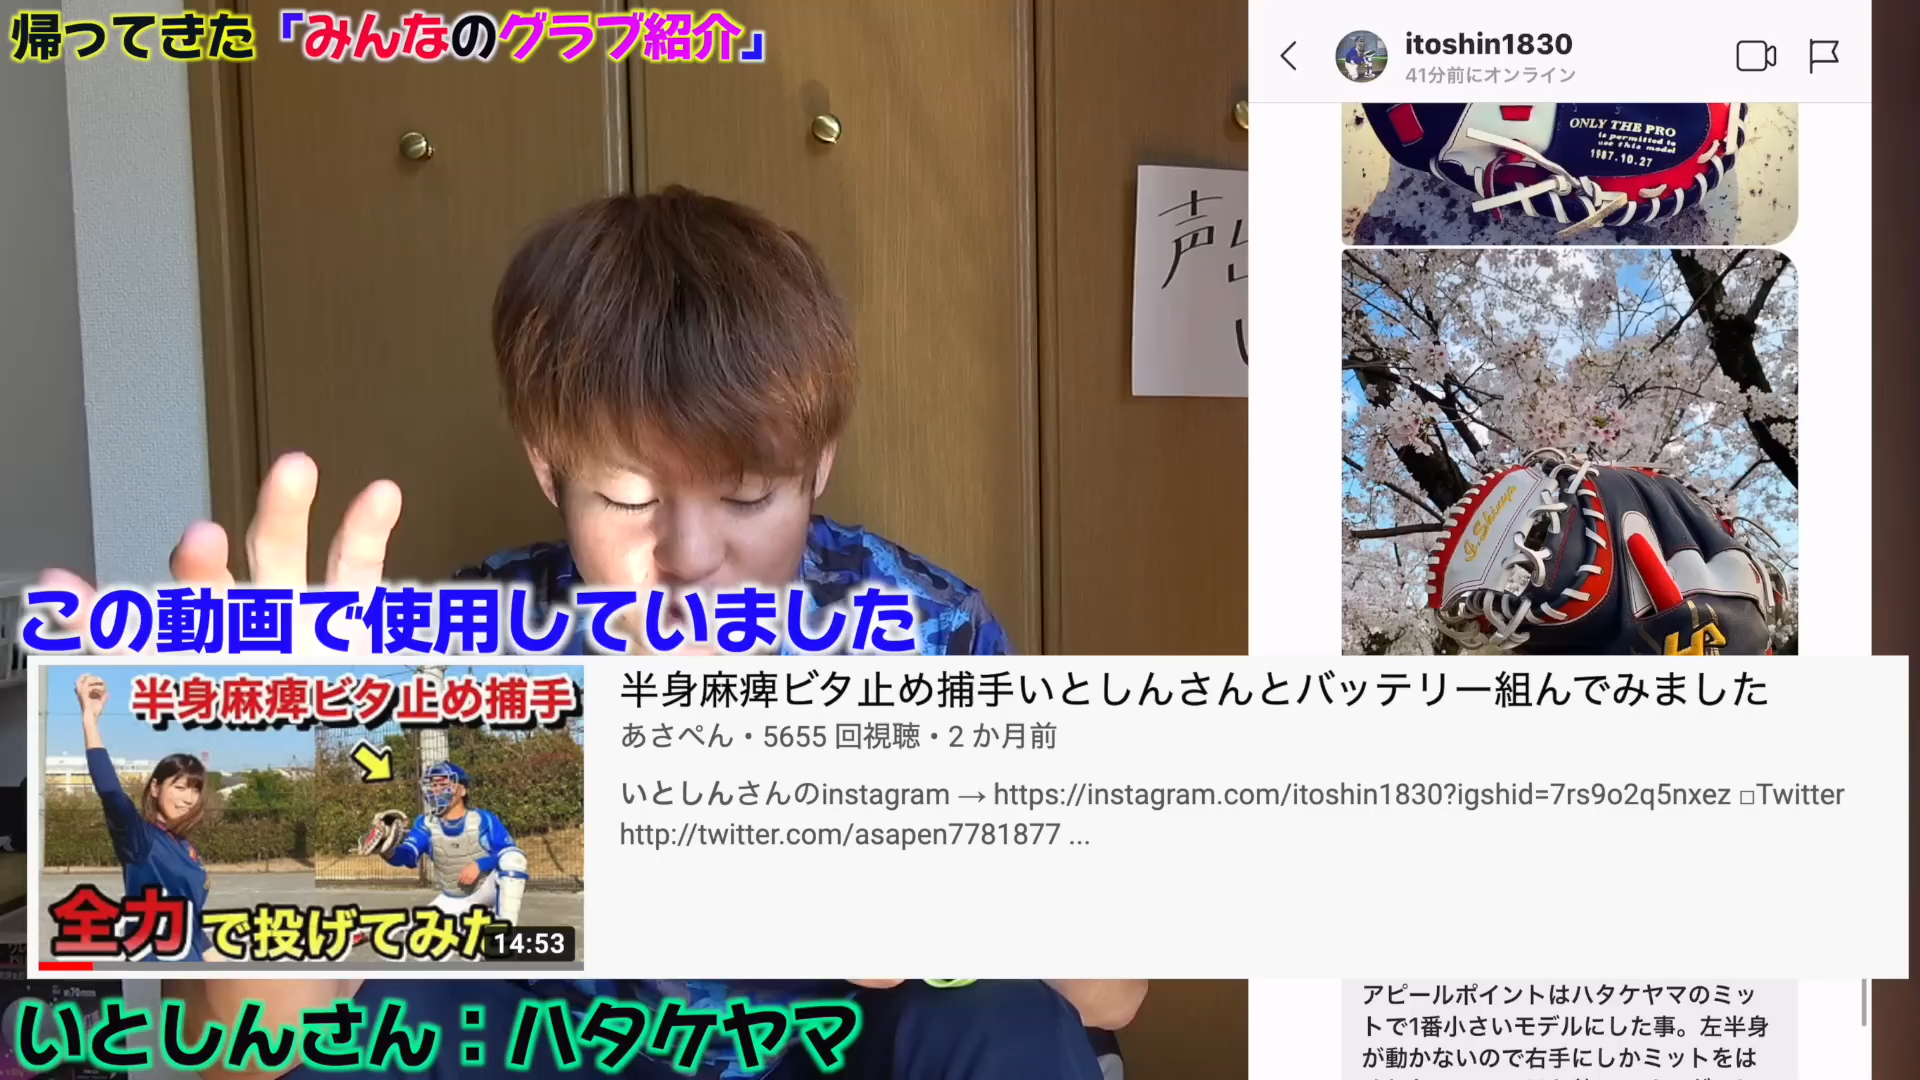 帰ってきた「みんなのグラブ紹介」
itoshin1830
41分前にオンライン
ONLY THE PRO
is permitted to
use this model
1987.10.27
声
I.Shinya
HA
この動画で使用していました
半身麻痺ビタ止め捕手
全力で投げてみた
14:53
半身麻痺ビタ止め捕手いとしんさんとバッテリー組んでみました
あさぺん・5655 回視聴・2 か月前
いとしんさんのinstagram → https://instagram.com/itoshin1830?igshid=7rs9o2q5nxez □Twitter
http://twitter.com/asapen7781877 ...
いとしんさん：ハタケヤマ
アピールポイントはハタケヤマのミッ
トで1番小さいモデルにした事。左半身
が動かないので右手にしかミットをは